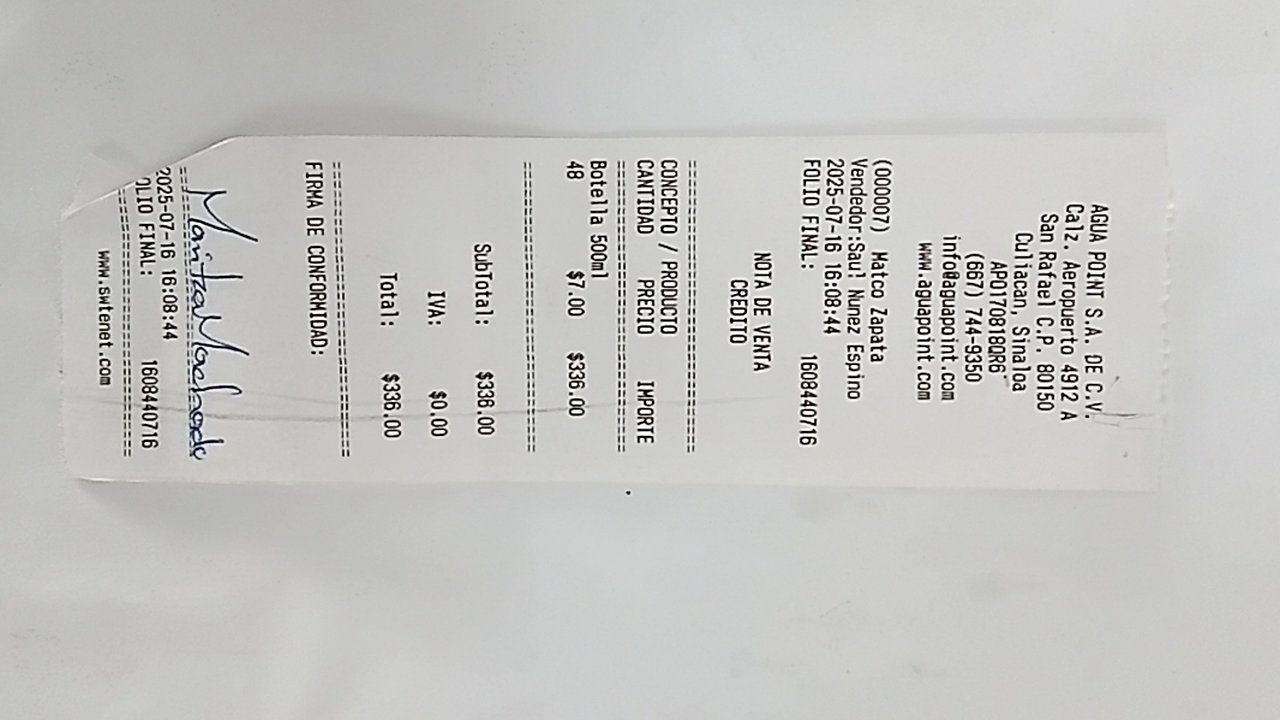 AGUA POINT S.A. DE C.V.
Calz. Aeropuerto 4912 A
San Rafael C.P. 80150
Culiacan, Sinaloa
APO170818QR6
(667) 744-9350
info@aguapoint.com
www.aguapoint.com
(000007) Matco Zapata
Vendedor:Saul Nunez Espino
2025-07-16 16:08:44
FOLIO FINAL: 1608440716
NOTA DE VENTA
CREDITO
==============================
CONCEPTO / PRODUCTO
CANTIDAD PRECIO IMPORTE
==============================
Botella 500ml
48 $7.00 $336.00
==============================
SubTotal: $336.00
IVA: $0.00
Total: $336.00
==============================
FIRMA DE CONFORMIDAD:
Maritza Machado
==============================
2025-07-16 16:08:44
OLIO FINAL: 1608440716
==============================
www.swtenet.com